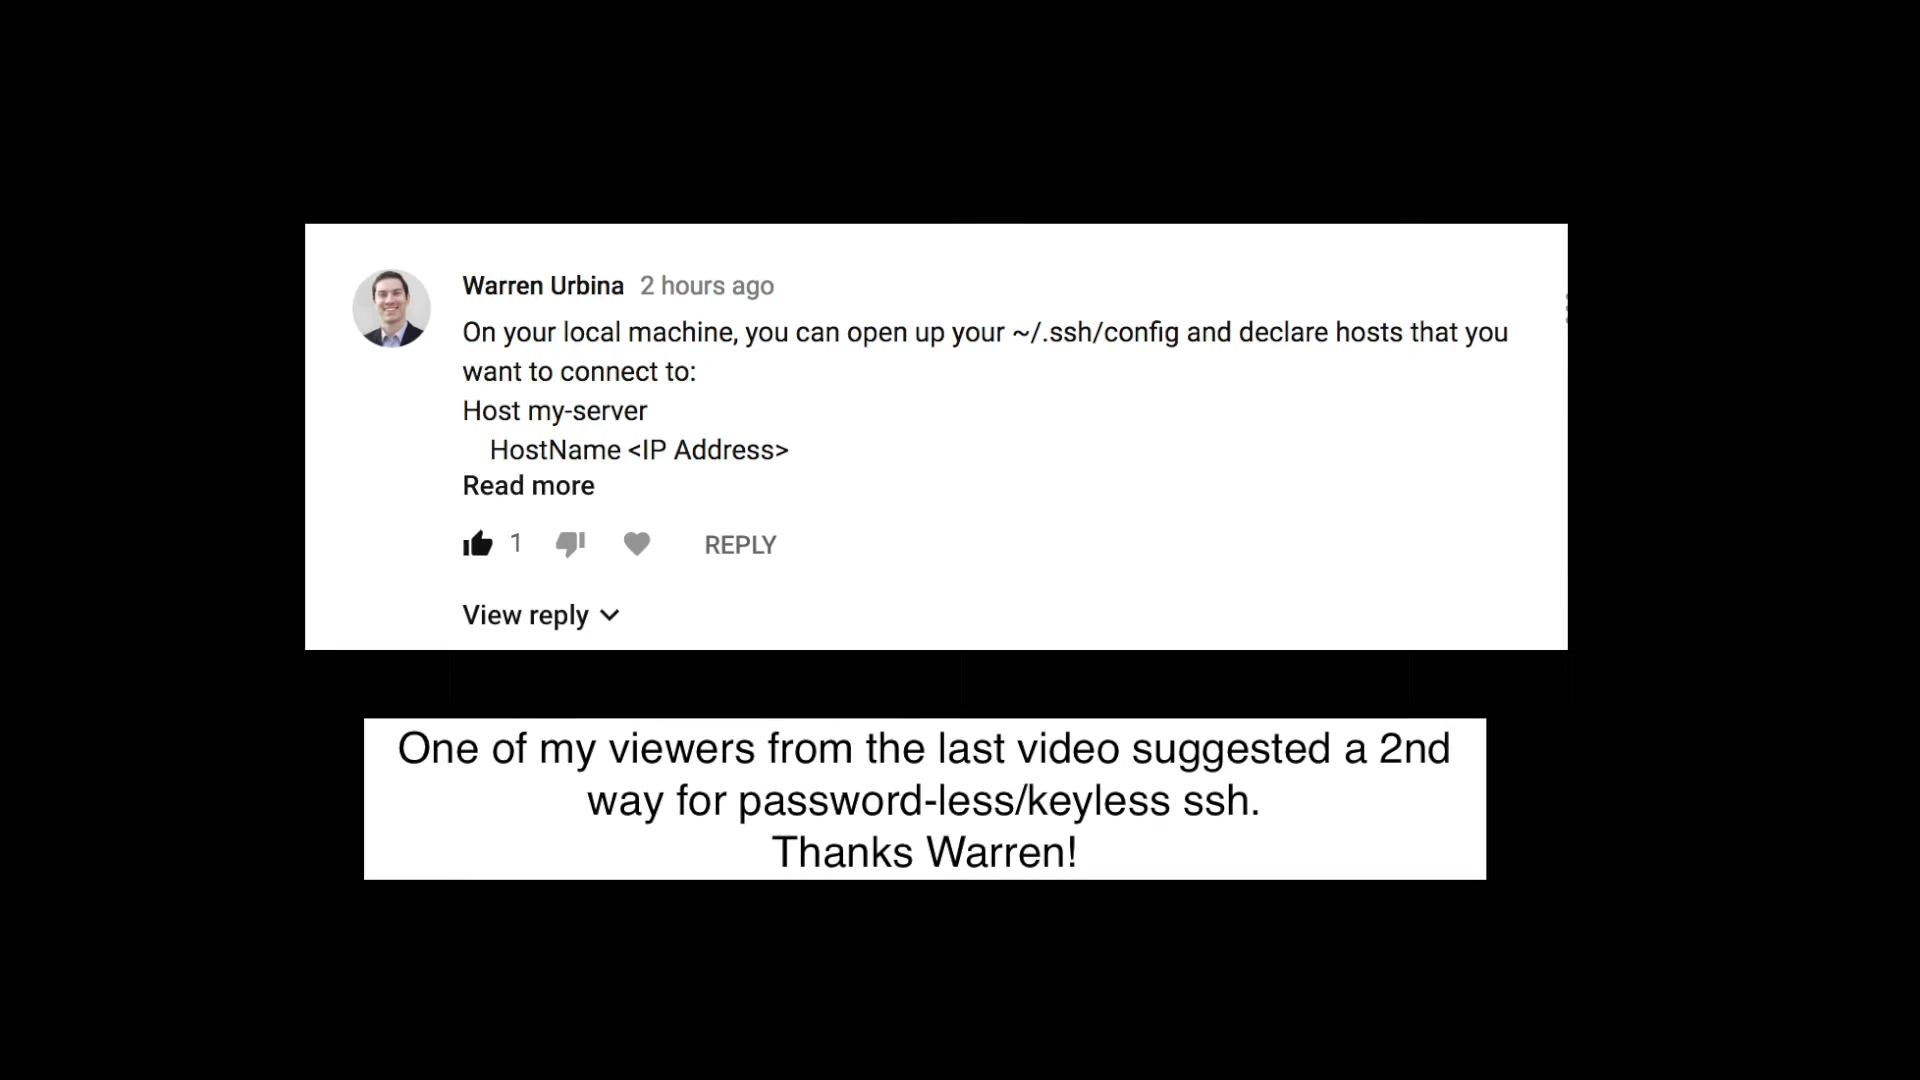 Warren Urbina 2 hours ago
On your local machine, you can open up your ~/.ssh/config and declare hosts that you
want to connect to:
Host my-server
HostName <IP Address>
Read more
1 REPLY
View reply
One of my viewers from the last video suggested a 2nd
way for password-less/keyless ssh.
Thanks Warren!